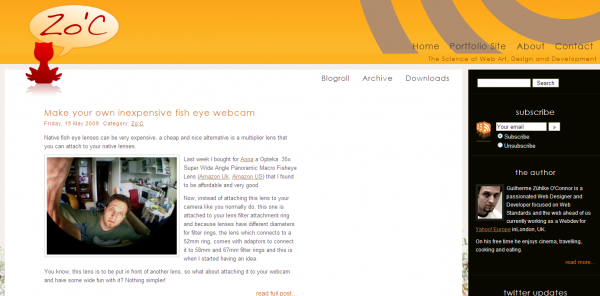 Zo'C
Home Portfolio Site About Contact
The Science of Web Art, Design and Development
Blogroll Archive Downloads
Search
Make your own inexpensive fish eye webcam
Friday, 15 May 2009 Category: Zo'C
Native fish eye lenses can be very expensive, a cheap and nice alternative is a multiplier lens that
you can attach to your native lenses.
Last week I bought for Anna a Opteka .35x
Super Wide Angle Panoramic Macro Fisheye
Lens (Amazon Uk, Amazon US) that I found
to be affordable and very good.
Now, instead of attaching this lens to your
camera like you normally do, this one is
attached to your lens filter attachment ring
and because lenses have different diameters
for filter rings, the lens which connects to a
52mm ring, comes with adaptors to connect
it to 58mm and 67mm filter rings and this is
when I started having an idea.
You know, this lens is to be put in front of another lens, so what about attaching it to your webcam
and have some wide fun with it? Nothing simpler!
read full post...
subscribe
Your email
Subscribe
Unsubscribe
the author
Guilherme Zühlke O'Connor is a
passionated Web Designer and
Developer focused on Web
Standards and the web ahead of us
currently working as a Webdev for
Yahoo! Europe inLondon, UK.
On his free time he enjoys cinema, travelling,
cooking and eating.
read more...
twitter updates